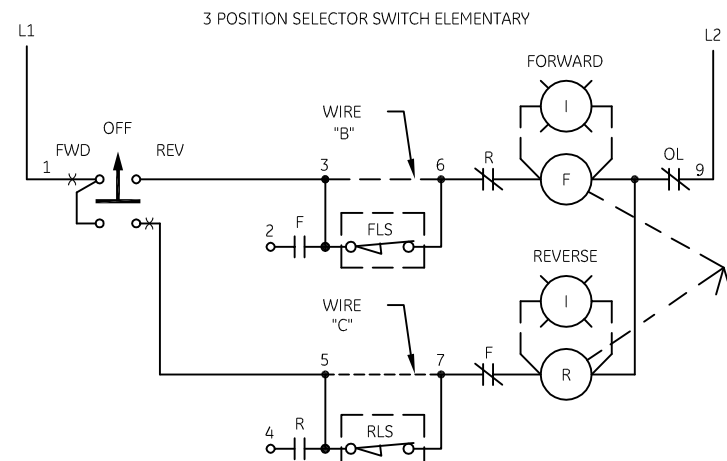 3 POSITION SELECTOR SWITCH ELEMENTARY
L1
L2
FORWARD
I
WIRE
"B"
OFF
FWD
REV
1
3
6
R
F
OL
9
2
F
FLS
REVERSE
I
WIRE
"C"
5
7
F
R
4
R
RLS